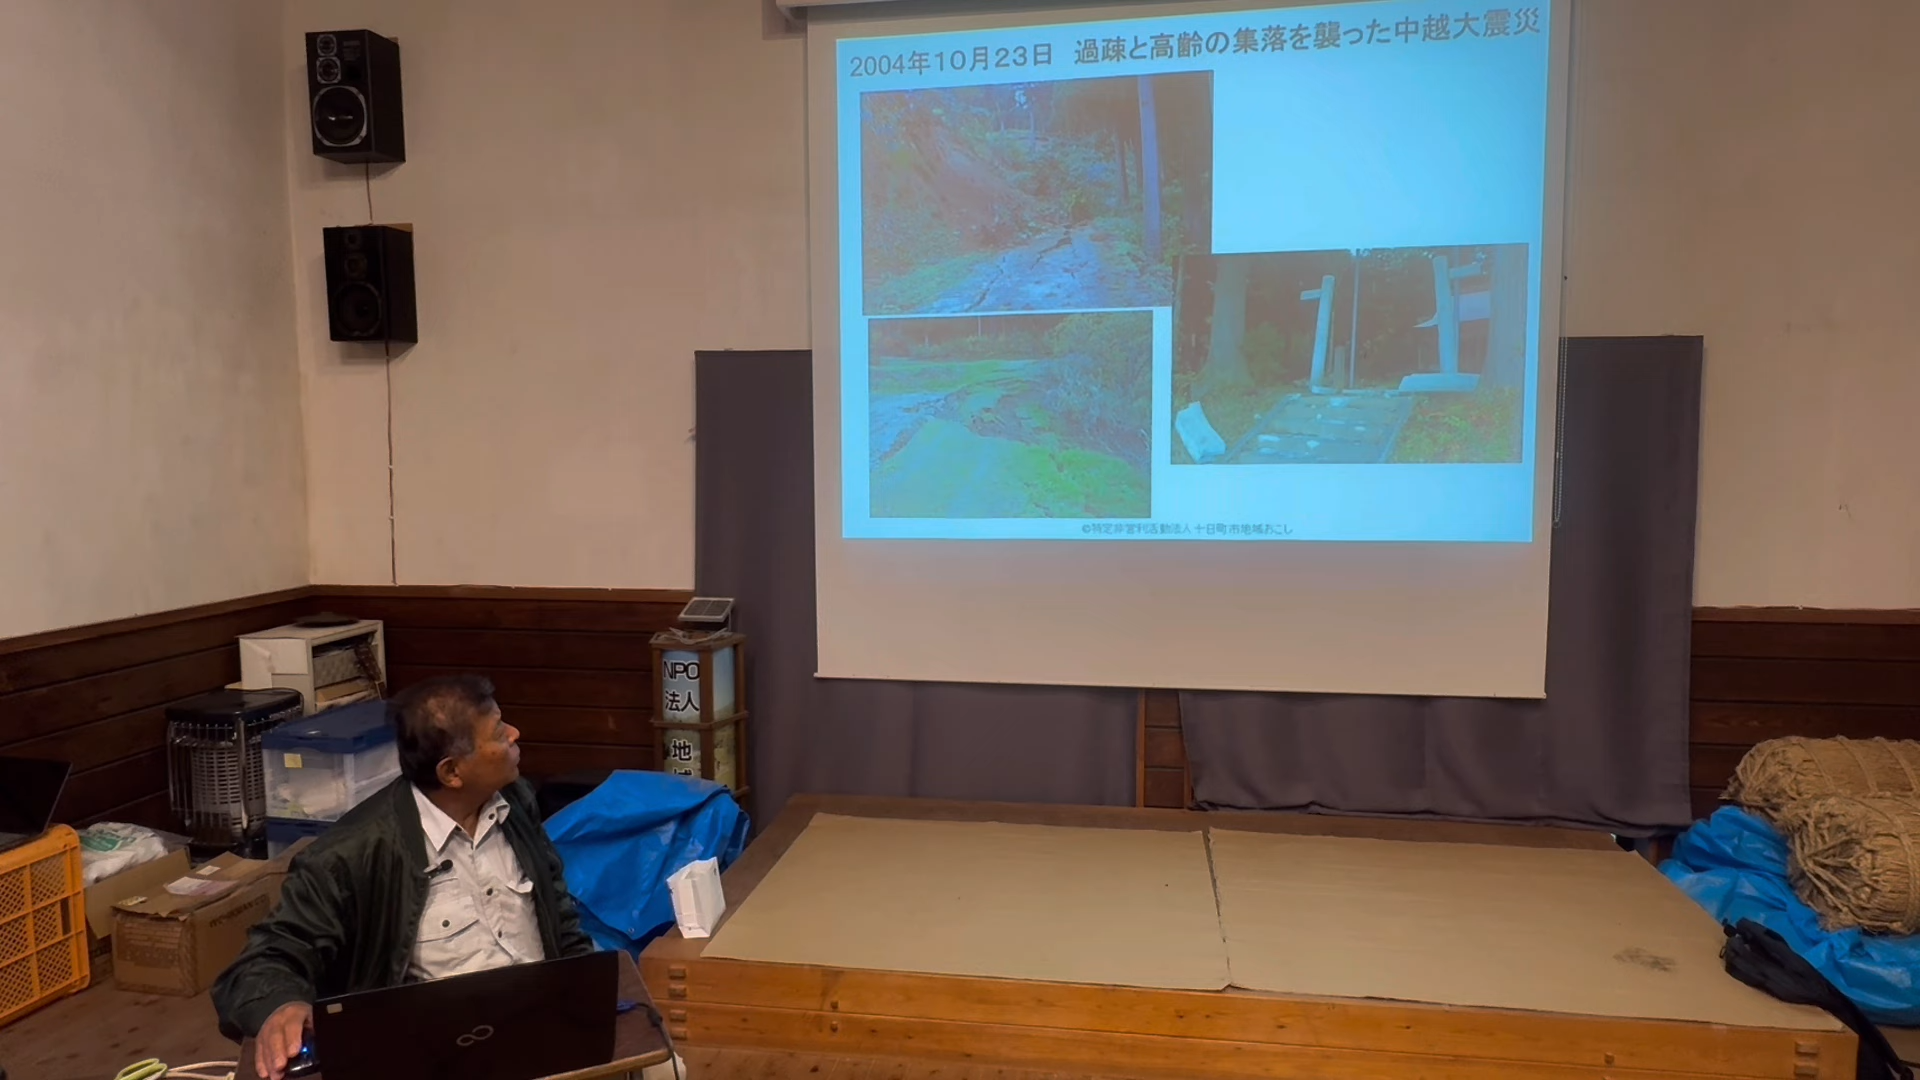 2004年10月23日　過疎と高齢の集落を襲った中越大震災
©特定非営利活動法人十日町市地域おこし
NPO
法人
地
域